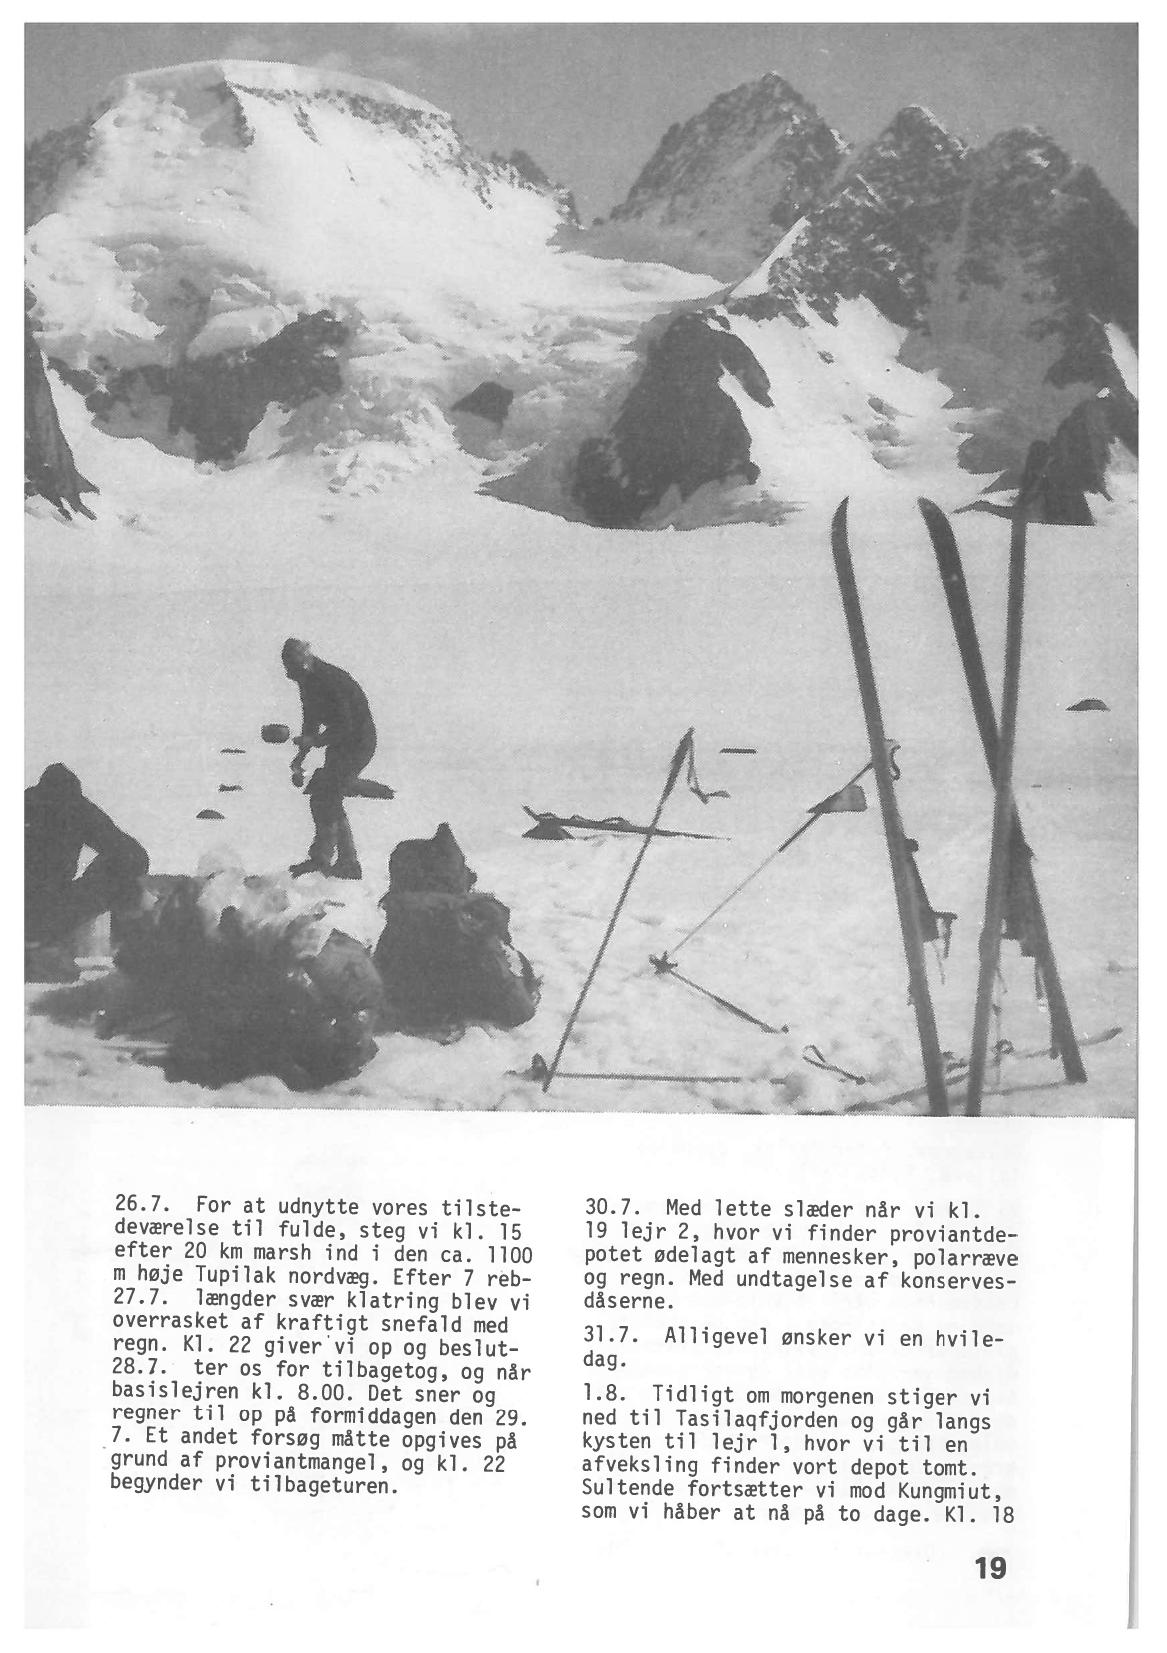 26.7. For at udnytte vores tilste-
deværelse til fulde, steg vi kl. 15
efter 20 km marsh ind i den ca. 1100
m høje Tupilak nordvæg. Efter 7 reb-
27.7. længder svær klatring blev vi
overrasket af kraftigt snefald med
regn. Kl. 22 giver vi op og beslut-
28.7. ter os for tilbagetog, og når
basislejren kl. 8.00. Det sner og
regner til op på formiddagen den 29.
7. Et andet forsøg måtte opgives på
grund af proviantmangel, og kl. 22
begynder vi tilbageturen.
30.7. Med lette slæder når vi kl.
19 lejr 2, hvor vi finder proviantde-
potet ødelagt af mennesker, polarræve
og regn. Med undtagelse af konserves-
dåserne.
31.7. Alligevel ønsker vi en hvile-
dag.
1.8. Tidligt om morgenen stiger vi
ned til Tasilaqfjorden og går langs
kysten til lejr 1, hvor vi til en
afveksling finder vort depot tomt.
Sultende fortsætter vi mod Kungmiut,
som vi håber at nå på to dage. Kl. 18
19